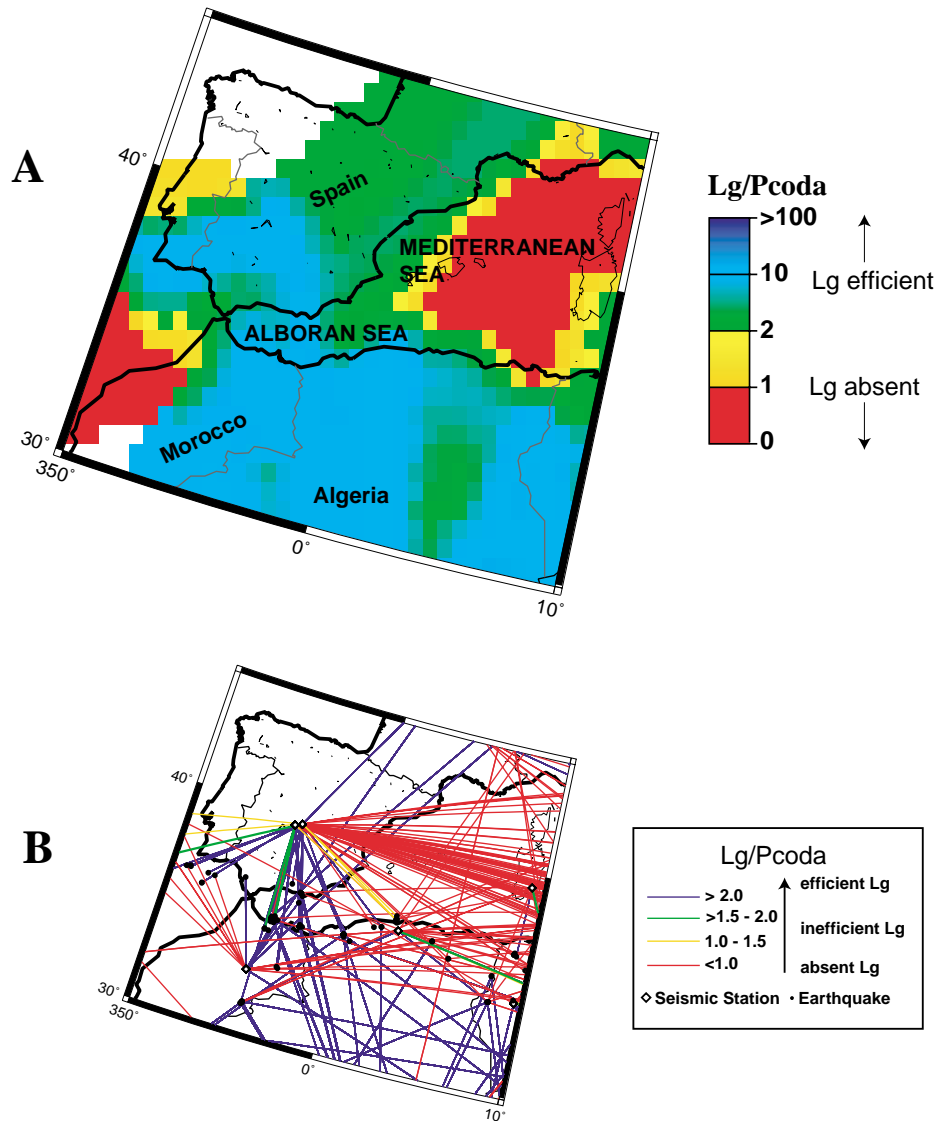 A
40°
30°
350°
0°
10°
Spain
MEDITERRANEAN
SEA
ALBORAN SEA
Morocco
Algeria
Lg/Pcoda
>100
10
2
1
0
Lg efficient
Lg absent
B
40°
30°
350°
0°
10°
Lg/Pcoda
> 2.0
>1.5 - 2.0
1.0 - 1.5
<1.0
efficient Lg
inefficient Lg
absent Lg
Seismic Station
Earthquake